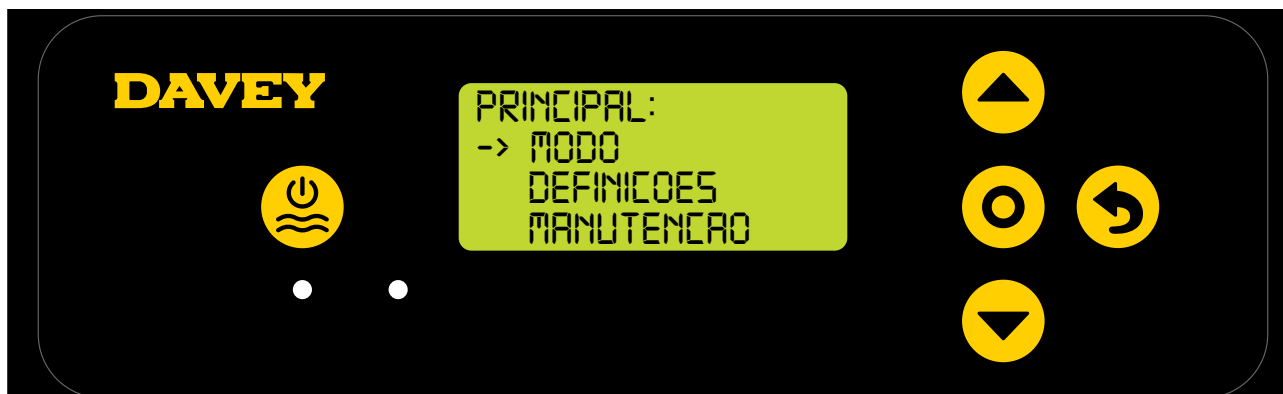 DAVEY
PRINCIPAL:
-> MODO
DEFINICOES
MANUTENCAO